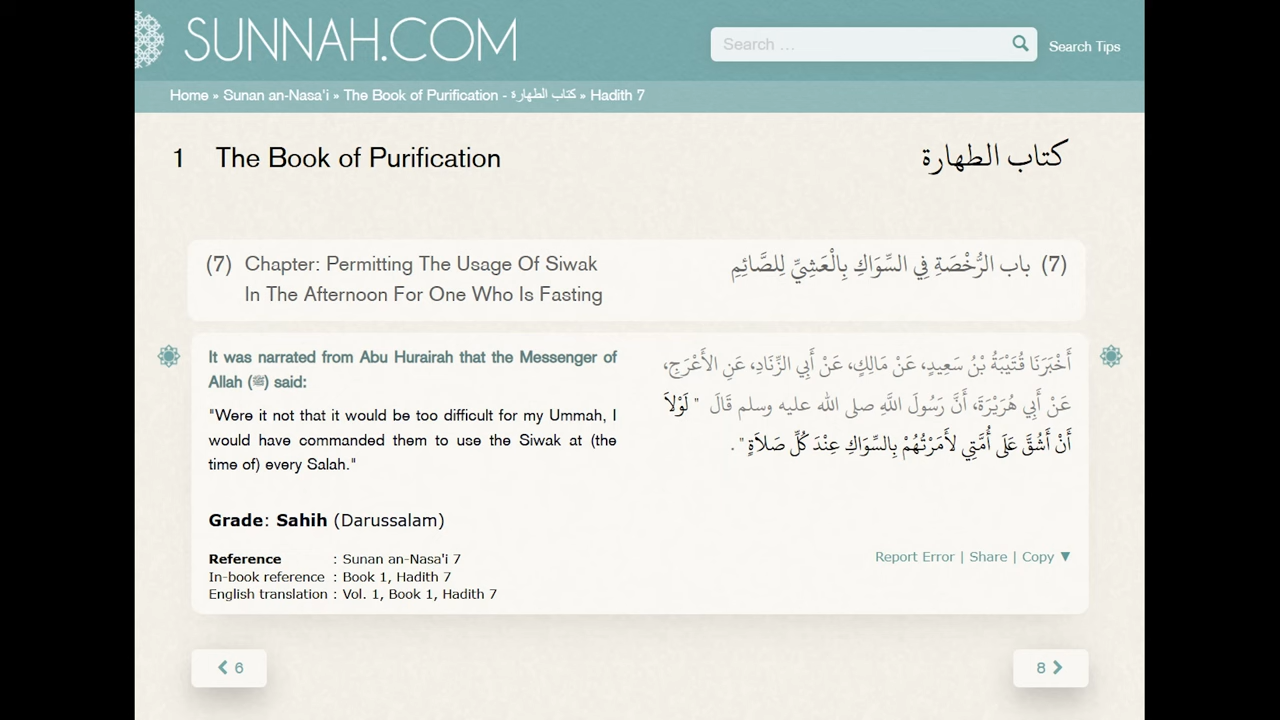 SUNNAH.COM
Search ...
Search Tips
Home » Sunan an-Nasa'i » The Book of Purification - كتاب الطهارة » Hadith 7
1 The Book of Purification
كتاب الطهارة
(7) Chapter: Permitting The Usage Of Siwak
In The Afternoon For One Who Is Fasting
(7) باب الرُّخْصَةِ فِي السِّوَاكِ بِالْعَشِيِّ لِلصَّائِمِ
It was narrated from Abu Hurairah that the Messenger of
Allah (ﷺ) said:
"Were it not that it would be too difficult for my Ummah, I
would have commanded them to use the Siwak at (the
time of) every Salah."
أَخْبَرَنَا قُتَيْبَةُ بْنُ سَعِيدٍ، عَنْ مَالِكٍ، عَنْ أَبِي الزِّنَادِ، عَنِ الأَعْرَجِ،
عَنْ أَبِي هُرَيْرَةَ، أَنَّ رَسُولَ اللَّهِ صلى الله عليه وسلم قَالَ " لَوْلاَ
أَنْ أَشُقَّ عَلَى أُمَّتِي لأَمَرْتُهُمْ بِالسِّوَاكِ عِنْدَ كُلِّ صَلاَةٍ " .
Grade: Sahih (Darussalam)
Reference : Sunan an-Nasa'i 7
In-book reference : Book 1, Hadith 7
English translation : Vol. 1, Book 1, Hadith 7
Report Error | Share | Copy ▼
6
8